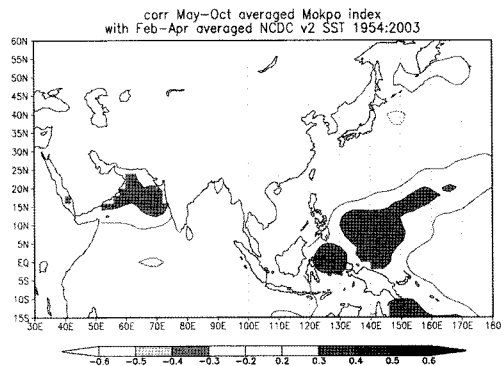 corr May-Oct averaged Mokpo index
with Feb-Apr averaged NCDC v2 SST 1954:2003
60N
55N
50N
45N
40N
35N
30N
25N
20N
15N
10N
5N
EQ
5S
10S
15S
30E 40E 50E 60E 70E 80E 90E 100E 110E 120E 130E 140E 150E 160E 170E 180
-0.6 -0.5 -0.4 -0.3 -0.2 0.2 0.3 0.4 0.5 0.6